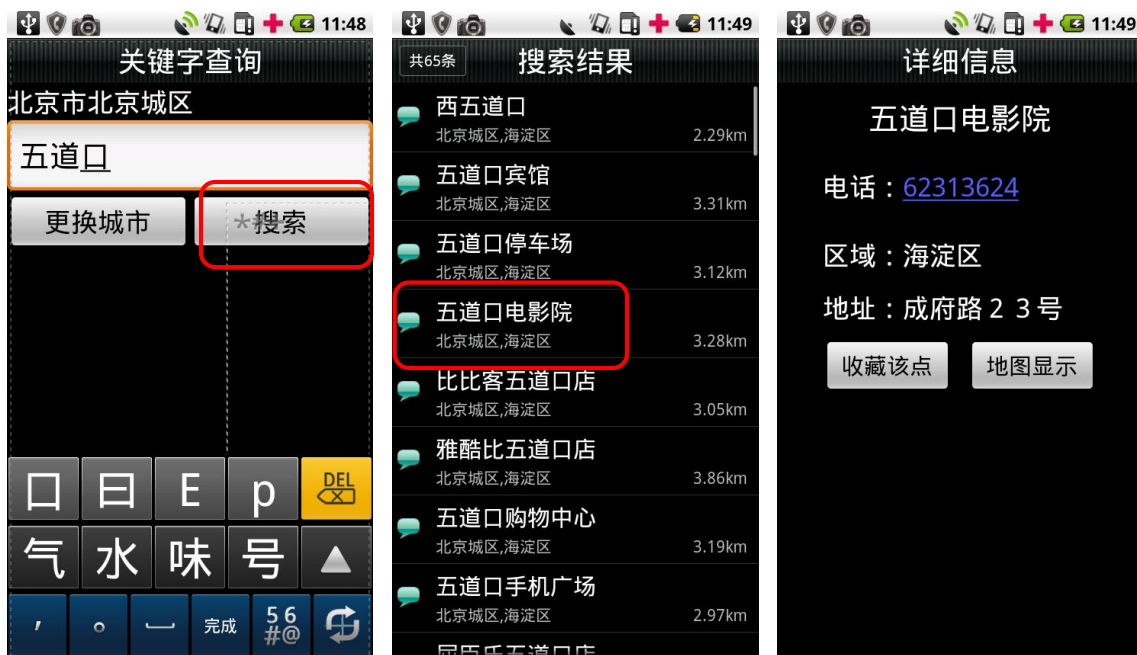 11:48
关键字查询
北京市北京城区
五道口
更换城市
搜索
口 曰 E p DEL
气 水 味 号
， 。 完成 56
#@
11:49
共65条
搜索结果
西五道口
北京城区,海淀区 2.29km
五道口宾馆
北京城区,海淀区 3.31km
五道口停车场
北京城区,海淀区 3.12km
五道口电影院
北京城区,海淀区 3.28km
比比客五道口店
北京城区,海淀区 3.05km
雅酷比五道口店
北京城区,海淀区 3.86km
五道口购物中心
北京城区,海淀区 3.19km
五道口手机广场
北京城区,海淀区 2.97km
屈臣氏五道口店
11:49
详细信息
五道口电影院
电话：62313624
区域：海淀区
地址：成府路２３号
收藏该点 地图显示